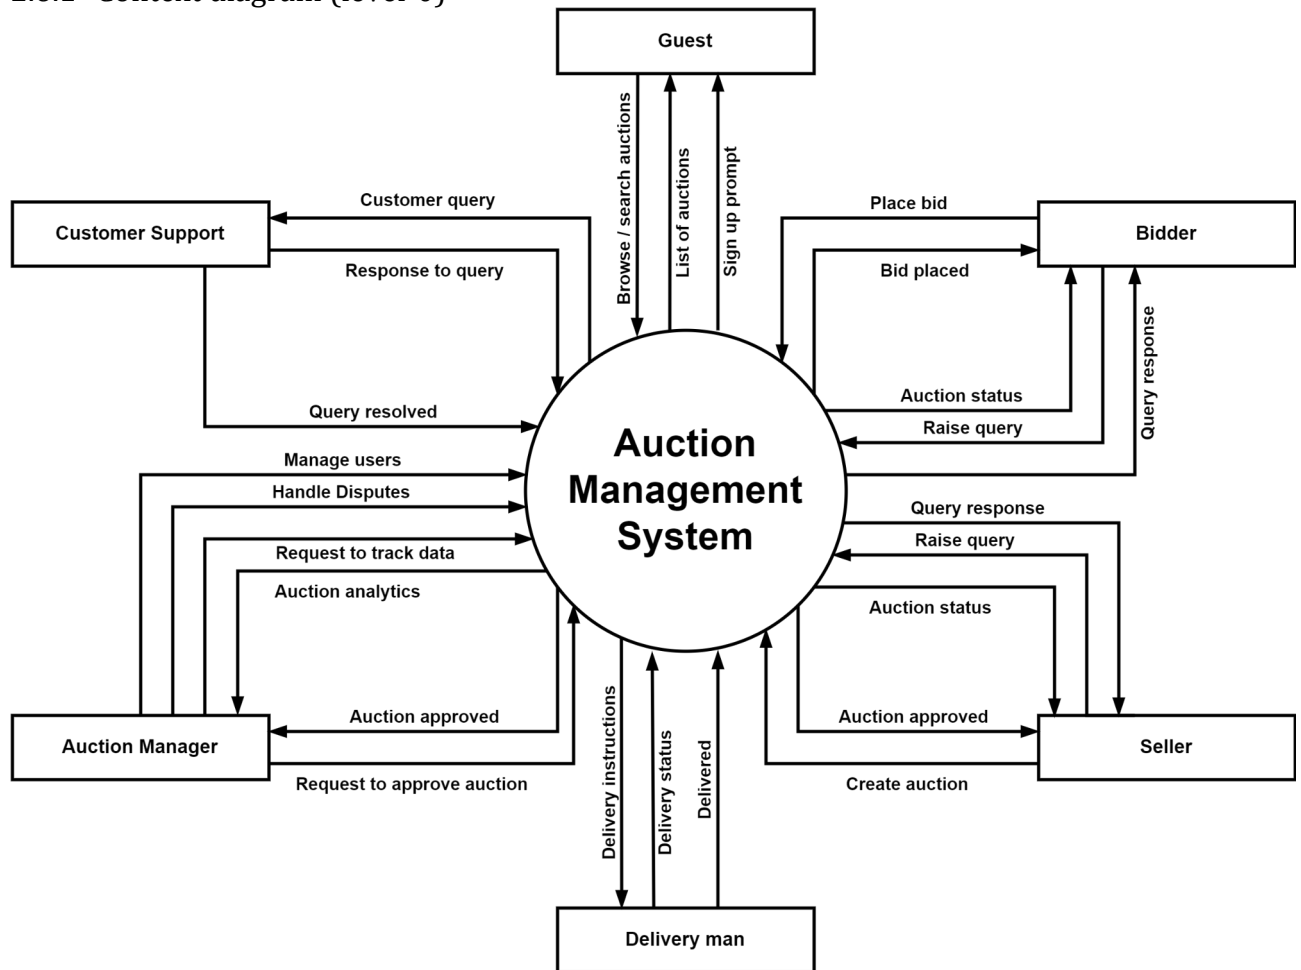 Context diagram (level 0)
Guest
Browse / search auctions
List of auctions
Sign up prompt
Customer query
Customer Support
Response to query
Query resolved
Place bid
Bidder
Bid placed
Auction status
Raise query
Query response
Auction
Management
System
Manage users
Handle Disputes
Request to track data
Auction analytics
Auction approved
Auction Manager
Request to approve auction
Query response
Raise query
Auction status
Auction approved
Seller
Create auction
Delivery instructions
Delivery status
Delivered
Delivery man